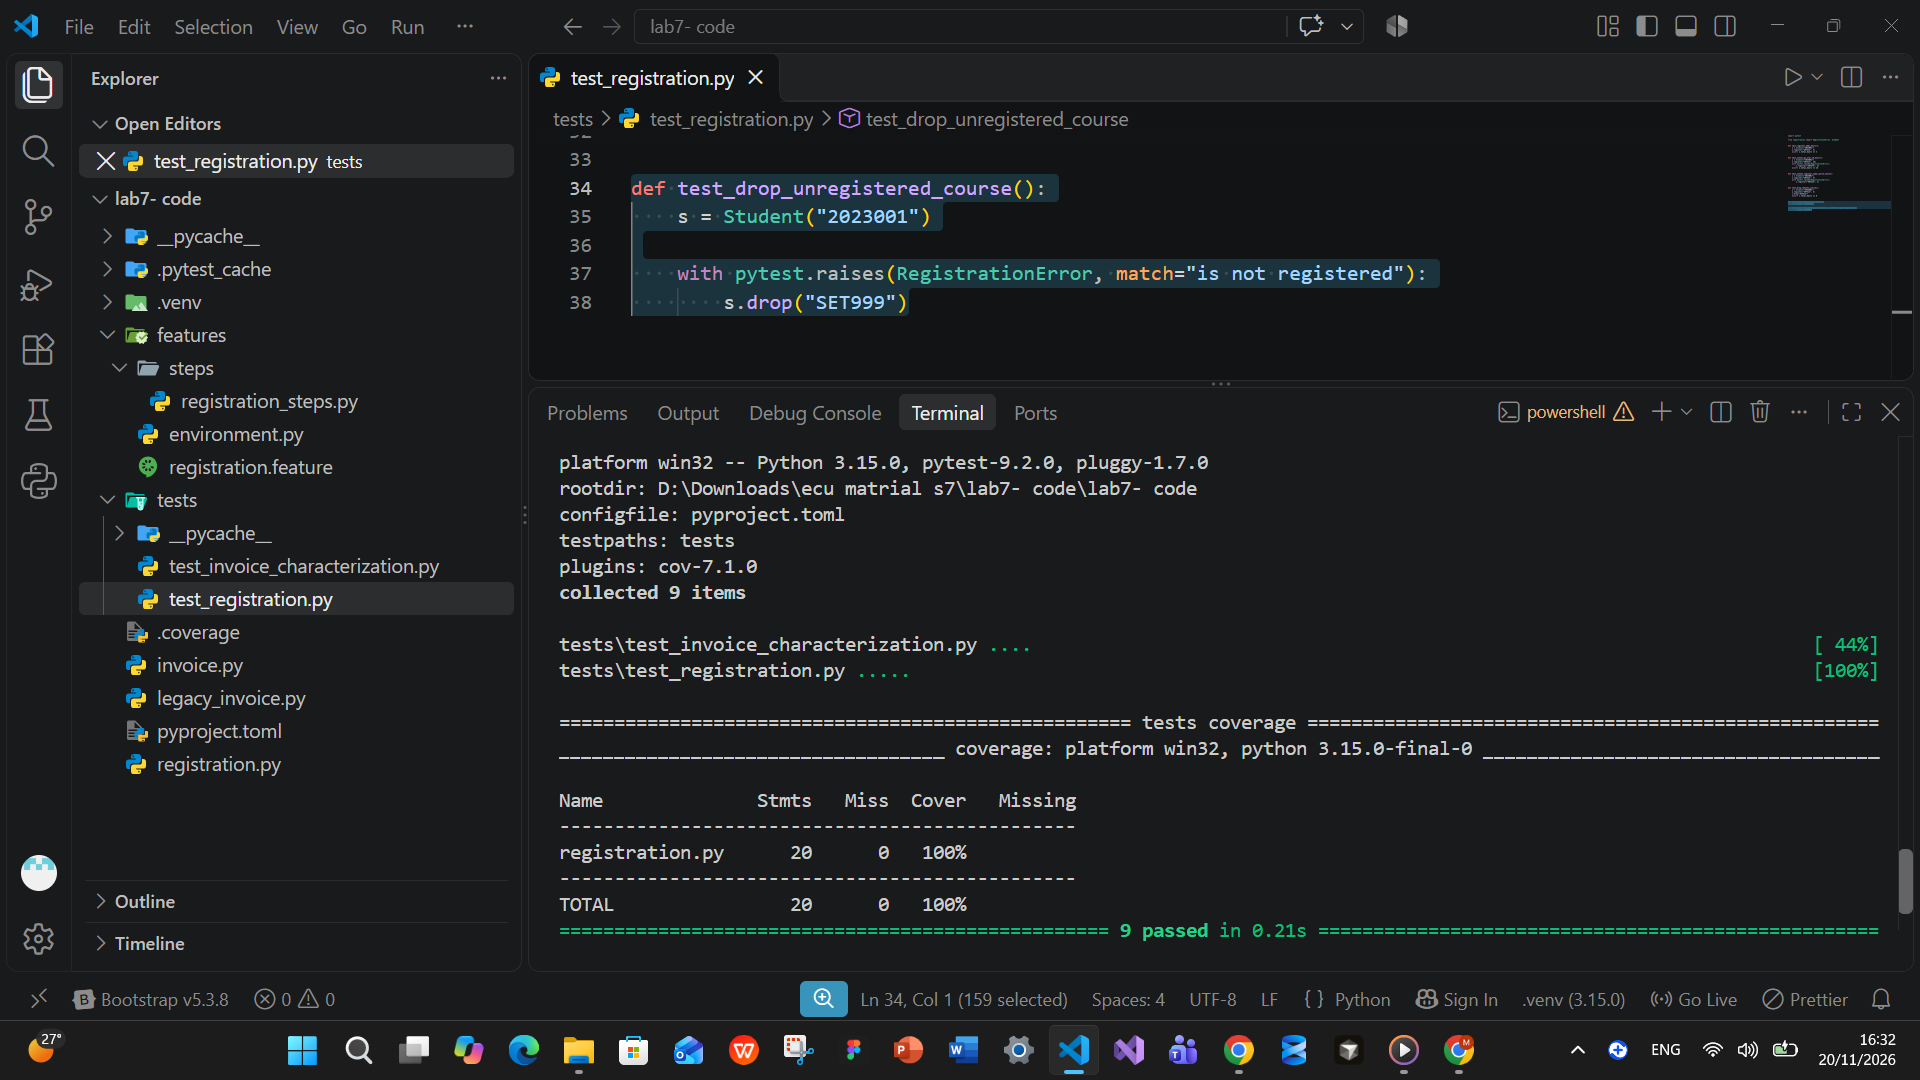 File Edit Selection View Go Run ···
lab7- code
Explorer
Open Editors
test_registration.py tests
lab7- code
__pycache__
.pytest_cache
.venv
features
steps
registration_steps.py
environment.py
registration.feature
tests
__pycache__
test_invoice_characterization.py
test_registration.py
.coverage
invoice.py
legacy_invoice.py
pyproject.toml
registration.py
Outline
Timeline
test_registration.py
tests > test_registration.py > test_drop_unregistered_course
33
34 def test_drop_unregistered_course():
35 s = Student("2023001")
36
37 with pytest.raises(RegistrationError, match="is not registered"):
38 s.drop("SET999")
Problems Output Debug Console Terminal Ports
powershell
platform win32 -- Python 3.15.0, pytest-9.2.0, pluggy-1.7.0
rootdir: D:\Downloads\ecu matrial s7\lab7- code\lab7- code
configfile: pyproject.toml
testpaths: tests
plugins: cov-7.1.0
collected 9 items
tests\test_invoice_characterization.py .... [ 44%]
tests\test_registration.py ..... [100%]
==================================================== tests coverage ====================================================
___________________________________ coverage: platform win32, python 3.15.0-final-0 ____________________________________
Name Stmts Miss Cover Missing
-----------------------------------------------
registration.py 20 0 100%
-----------------------------------------------
TOTAL 20 0 100%
================================================== 9 passed in 0.21s ===================================================
Bootstrap v5.3.8 0 0 Ln 34, Col 1 (159 selected) Spaces: 4 UTF-8 LF {} Python Sign In .venv (3.15.0) Go Live Prettier
27° ENG 16:32
20/11/2026